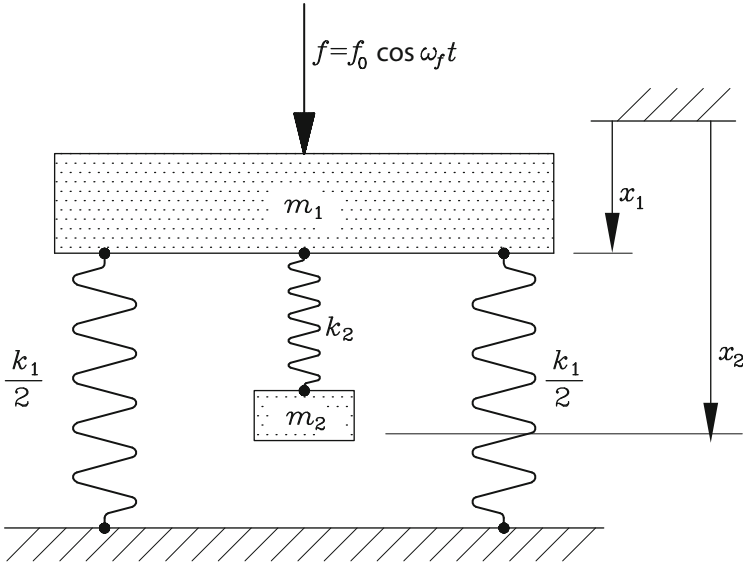 f=f₀ cos ω_f t
m₁
x₁
k₂
k₁/2
k₁/2
x₂
m₂